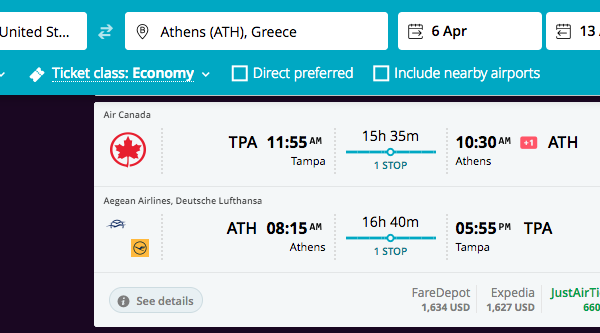 United St...
B Athens (ATH), Greece
6 Apr
13
Ticket class: Economy
Direct preferred
Include nearby airports
Air Canada
TPA 11:55 AM
Tampa
15h 35m
1 STOP
10:30 AM +1 ATH
Athens
Aegean Airlines, Deutsche Lufthansa
ATH 08:15 AM
Athens
16h 40m
1 STOP
05:55 PM TPA
Tampa
i See details
FareDepot
1,634 USD
Expedia
1,627 USD
JustAirTi
660